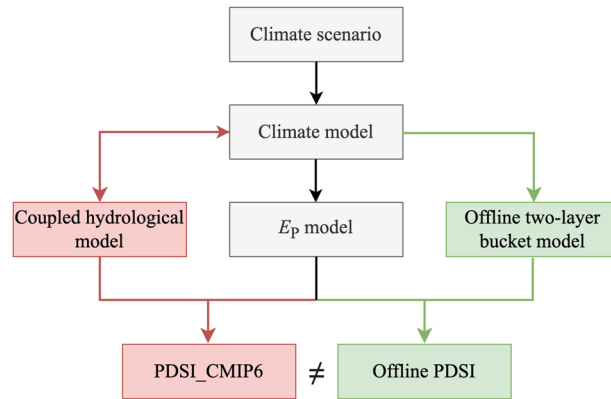 Climate scenario
Climate model
Coupled hydrological
model
E_P model
Offline two-layer
bucket model
PDSI_CMIP6
≠
Offline PDSI